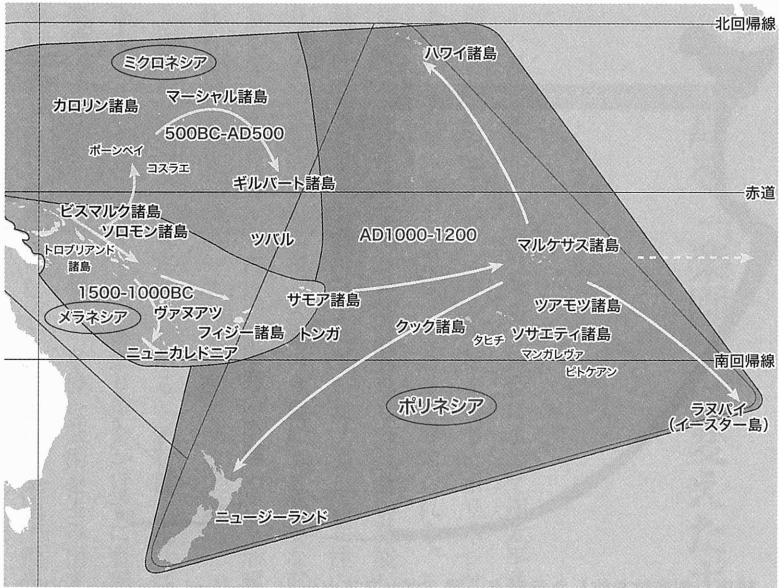 北回帰線
ハワイ諸島
ミクロネシア
カロリン諸島
マーシャル諸島
500BC-AD500
ポーンペイ
コスラエ
ギルバート諸島
赤道
ビスマルク諸島
ソロモン諸島
トロブリアンド
諸島
ツバル
AD1000-1200
マルケサス諸島
1500-1000BC
サモア諸島
メラネシア
ヴァヌアツ
フィジー諸島
トンガ
クック諸島
ツアモツ諸島
タヒチ
ソサエティ諸島
ニューカレドニア
マンガレヴァ
ピトケアン
南回帰線
ポリネシア
ラヌパイ
(イースター島)
ニュージーランド